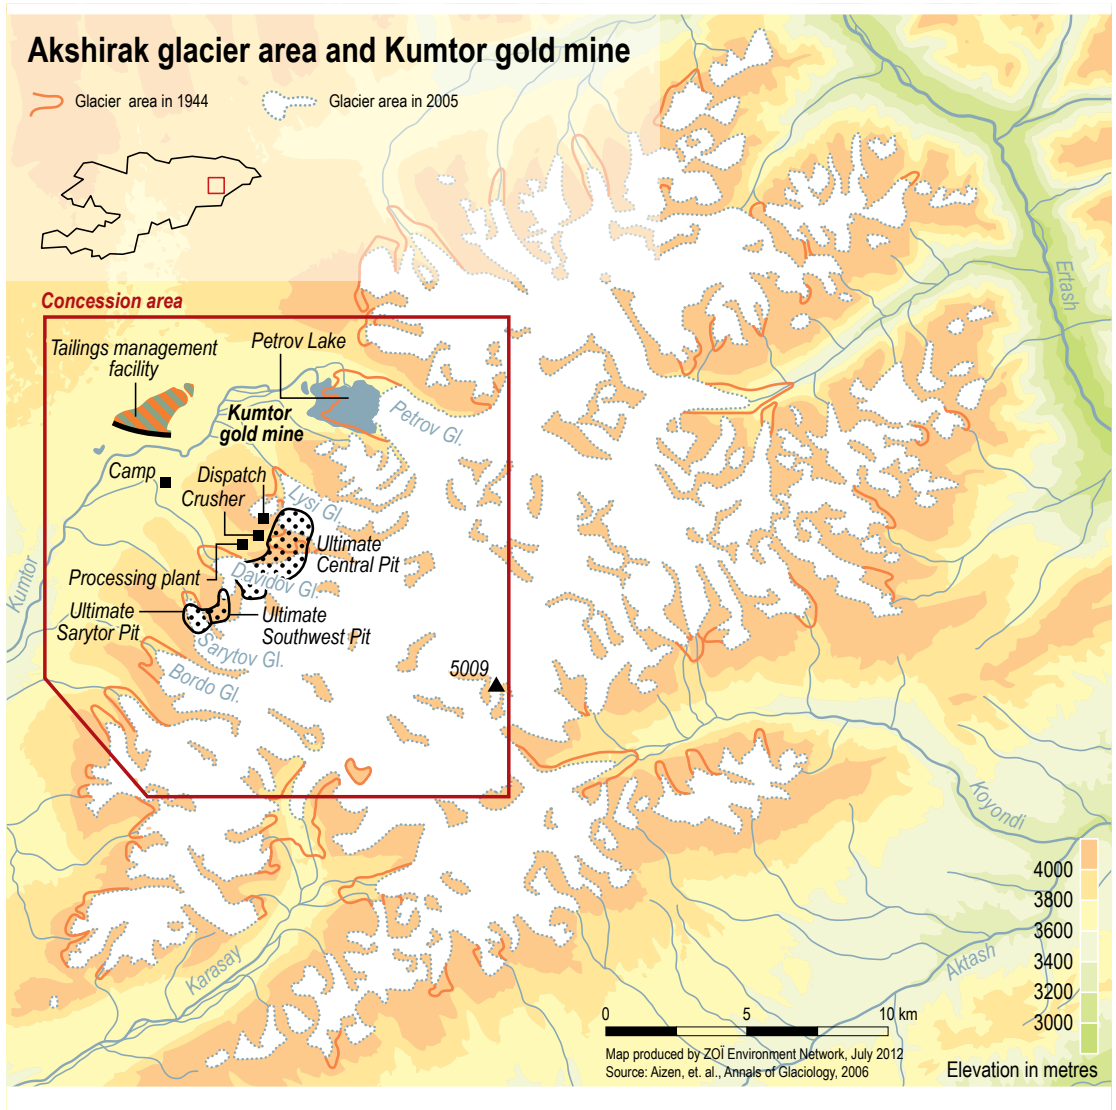 Akshirak glacier area and Kumtor gold mine
Glacier area in 1944
Glacier area in 2005
Concession area
Tailings management
facility
Petrov Lake
Kumtor
gold mine
Petrov Gl.
Camp
Dispatch
Crusher
Lysi Gl.
Ultimate
Central Pit
Processing plant
Davidov Gl.
Ultimate
Sarytor Pit
Ultimate
Southwest Pit
Sarytov Gl.
Bordo Gl.
5009
Kumtor
Ertash
Koyondi
Karasay
Aktash
4000
3800
3600
3400
3200
3000
Elevation in metres
0 5 10 km
Map produced by ZOÏ Environment Network, July 2012
Source: Aizen, et. al., Annals of Glaciology, 2006